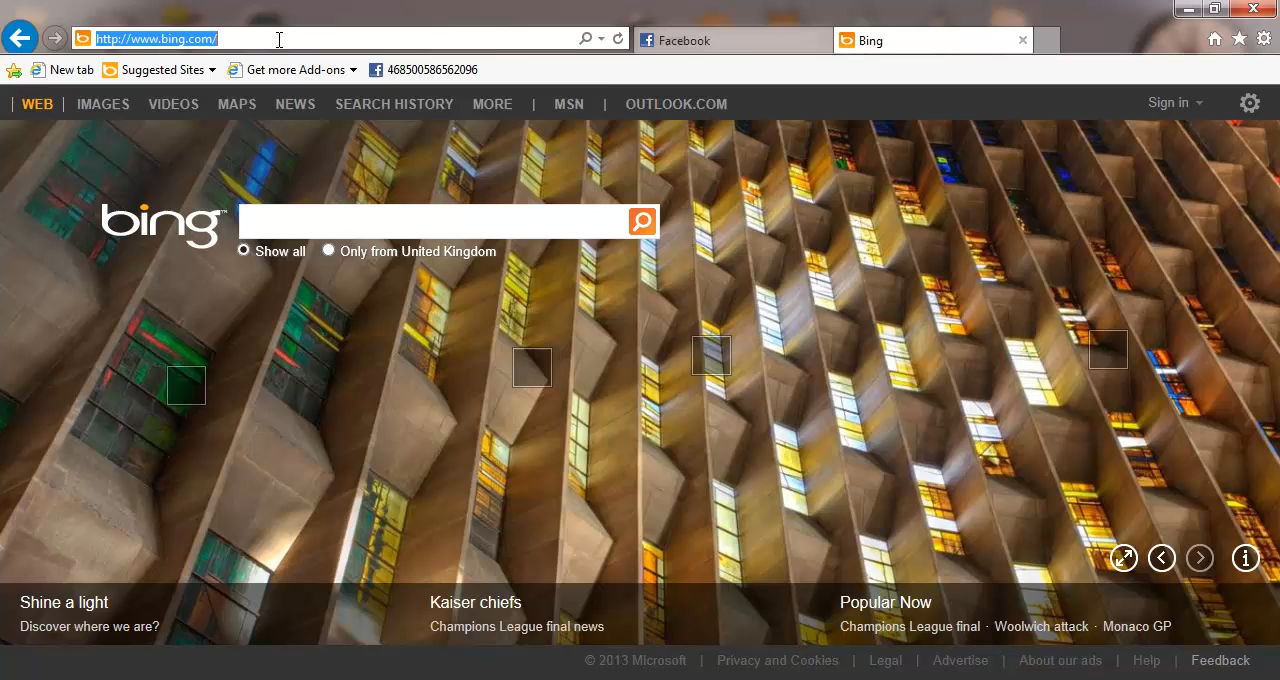 http://www.bing.com/
Facebook
Bing
New tab
Suggested Sites
Get more Add-ons
468500586562096
WEB | IMAGES VIDEOS MAPS NEWS SEARCH HISTORY MORE | MSN | OUTLOOK.COM
Sign in
bing™
Show all
Only from United Kingdom
Shine a light
Discover where we are?
Kaiser chiefs
Champions League final news
Popular Now
Champions League final · Woolwich attack · Monaco GP
© 2013 Microsoft | Privacy and Cookies | Legal | Advertise | About our ads | Help | Feedback